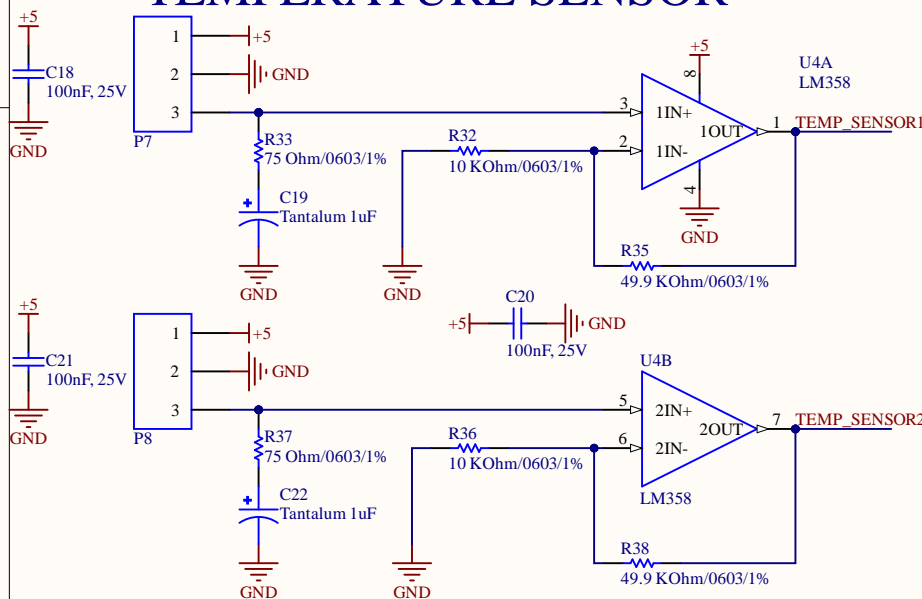 TEMPERATURE SENSOR
+5
C18
100nF, 25V
GND
1
+5
2
GND
3
P7
R33
75 Ohm/0603/1%
C19
Tantalum 1uF
GND
R32
10 KOhm/0603/1%
GND
+5
8
U4A
LM358
3
1IN+
1OUT
1
TEMP_SENSOR1
2
1IN-
4
GND
R35
49.9 KOhm/0603/1%
+5
C21
100nF, 25V
GND
1
+5
2
GND
3
P8
R37
75 Ohm/0603/1%
C22
Tantalum 1uF
GND
C20
+5
GND
100nF, 25V
R36
10 KOhm/0603/1%
GND
U4B
5
2IN+
2OUT
7
TEMP_SENSOR2
6
2IN-
LM358
R38
49.9 KOhm/0603/1%